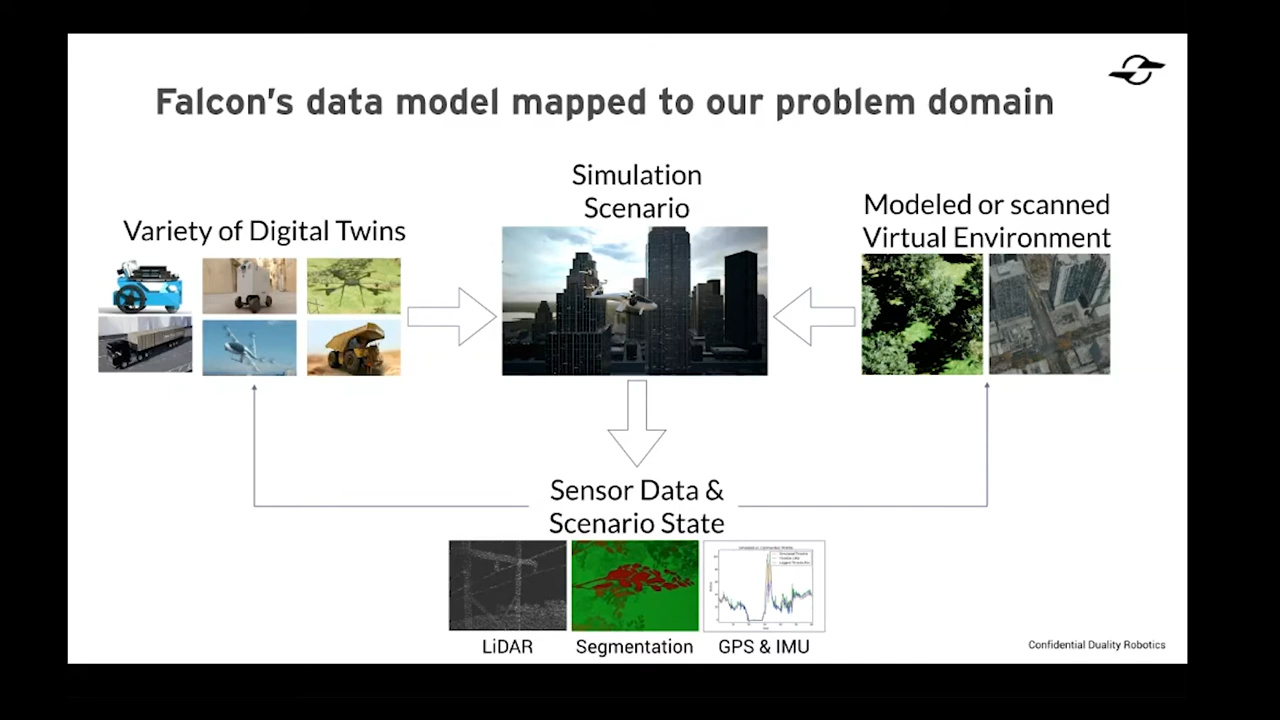 Falcon's data model mapped to our problem domain
Simulation
Scenario
Variety of Digital Twins
Modeled or scanned
Virtual Environment
Sensor Data &
Scenario State
LiDAR
Segmentation
GPS & IMU
Confidential Duality Robotics